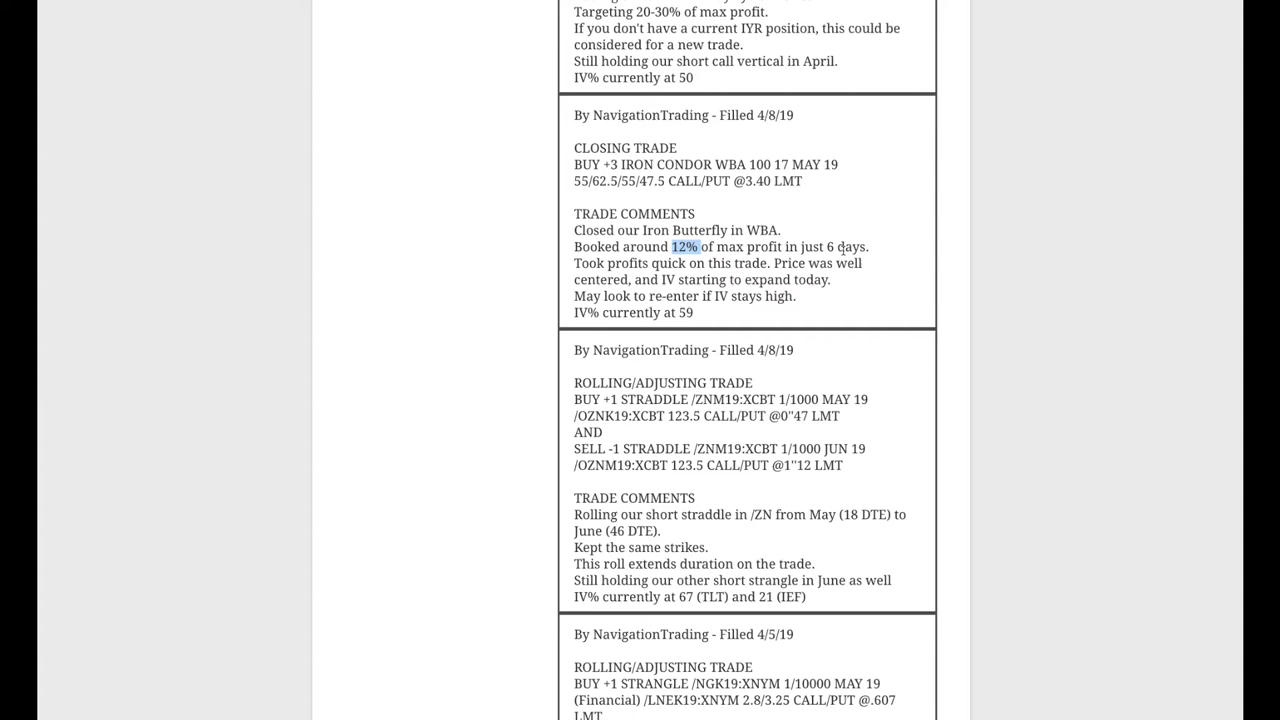 Targeting 20-30% of max profit.
If you don't have a current IYR position, this could be
considered for a new trade.
Still holding our short call vertical in April.
IV% currently at 50
By NavigationTrading - Filled 4/8/19
CLOSING TRADE
BUY +3 IRON CONDOR WBA 100 17 MAY 19
55/62.5/55/47.5 CALL/PUT @3.40 LMT
TRADE COMMENTS
Closed our Iron Butterfly in WBA.
Booked around 12% of max profit in just 6 days.
Took profits quick on this trade. Price was well
centered, and IV starting to expand today.
May look to re-enter if IV stays high.
IV% currently at 59
By NavigationTrading - Filled 4/8/19
ROLLING/ADJUSTING TRADE
BUY +1 STRADDLE /ZNM19:XCBT 1/1000 MAY 19
/OZNK19:XCBT 123.5 CALL/PUT @0"47 LMT
AND
SELL -1 STRADDLE /ZNM19:XCBT 1/1000 JUN 19
/OZNM19:XCBT 123.5 CALL/PUT @1"12 LMT
TRADE COMMENTS
Rolling our short straddle in /ZN from May (18 DTE) to
June (46 DTE).
Kept the same strikes.
This roll extends duration on the trade.
Still holding our other short strangle in June as well
IV% currently at 67 (TLT) and 21 (IEF)
By NavigationTrading - Filled 4/5/19
ROLLING/ADJUSTING TRADE
BUY +1 STRANGLE /NGK19:XNYM 1/10000 MAY 19
(Financial) /LNEK19:XNYM 2.8/3.25 CALL/PUT @.607
LMT